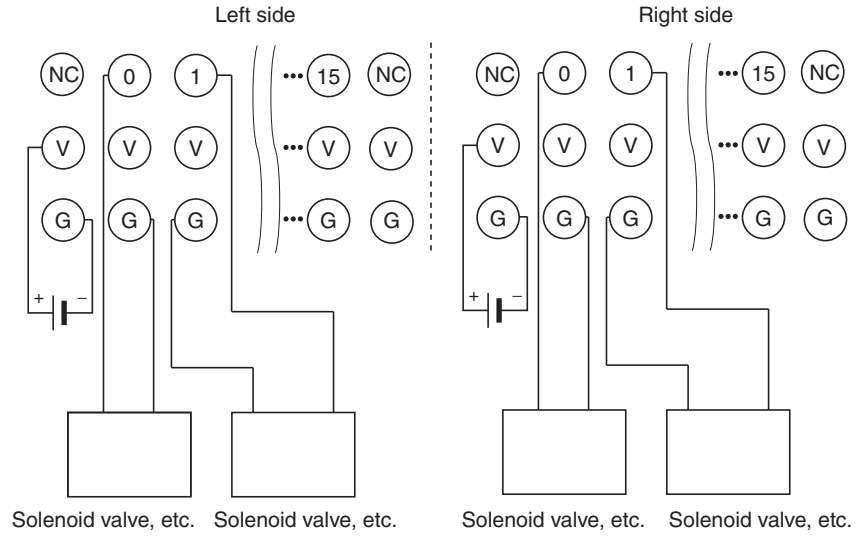 Left side Right side
NC 0 1 ••• 15 NC NC 0 1 ••• 15 NC
V V V ••• V V V V V ••• V V
G G G ••• G G G G G ••• G G
+ − + −
Solenoid valve, etc. Solenoid valve, etc. Solenoid valve, etc. Solenoid valve, etc.